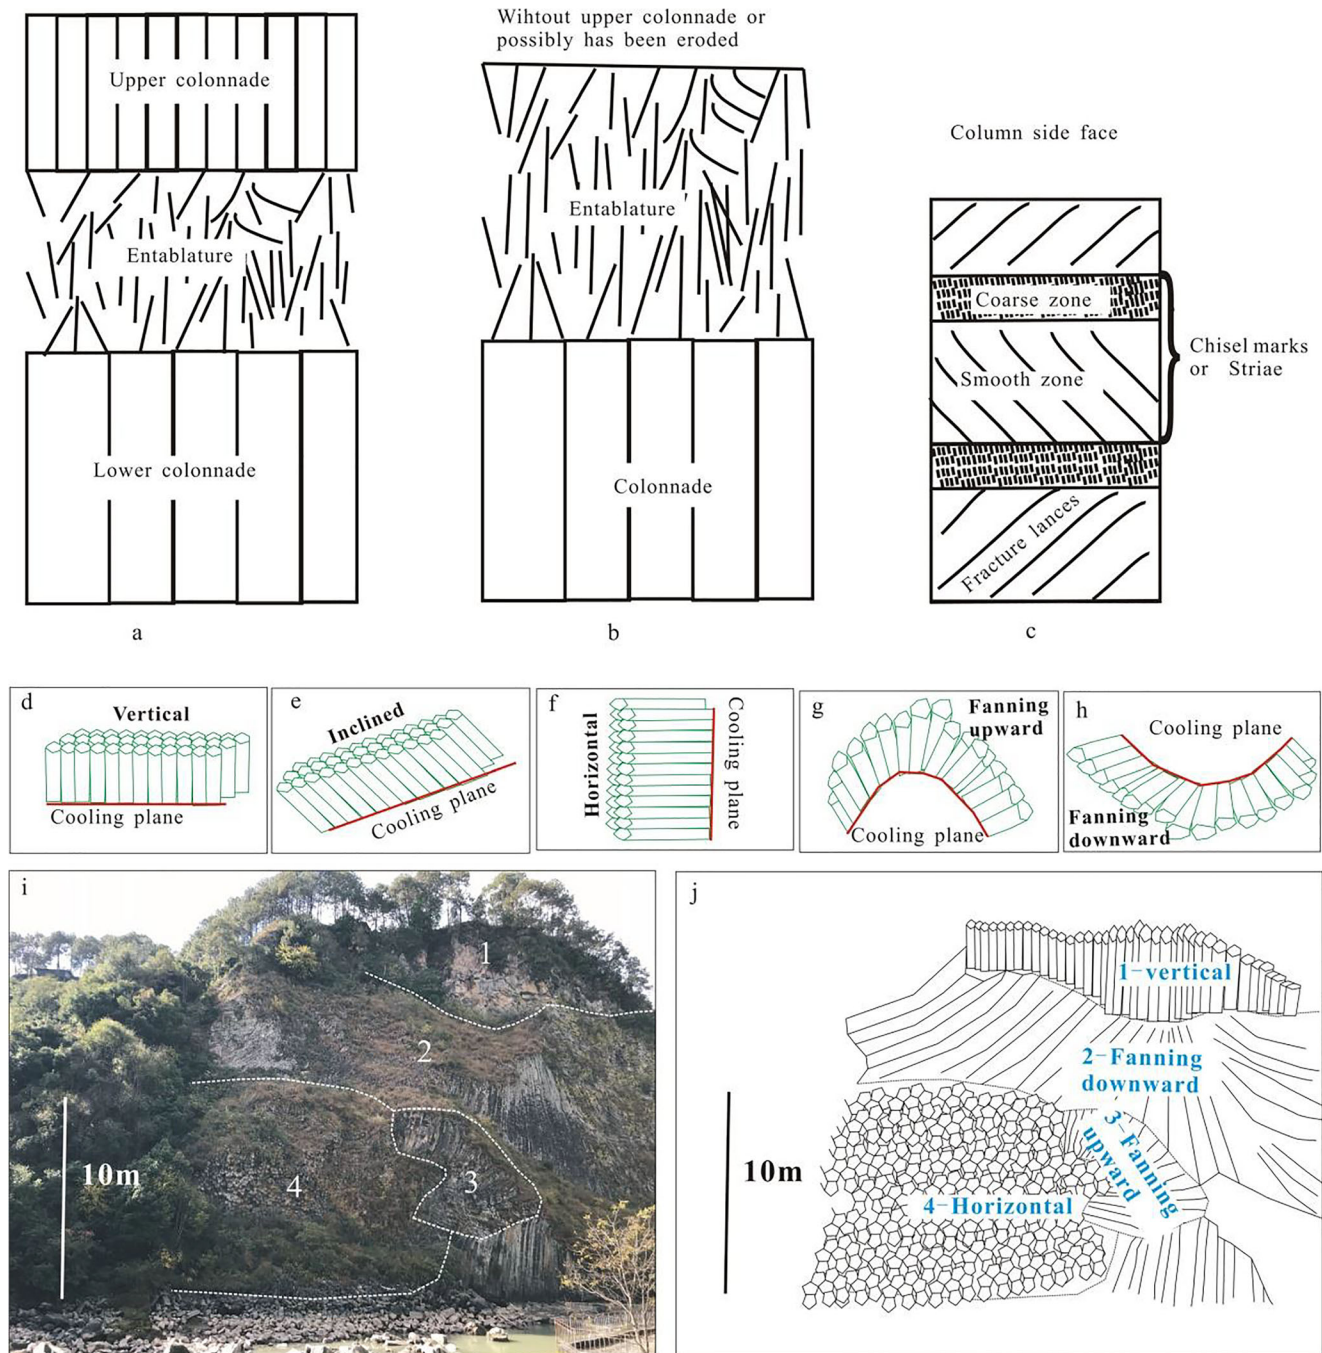 Upper colonnade
Entablature
Lower colonnade
a
Wihtout upper colonnade or
possibly has been eroded
Entablature
Colonnade
b
Column side face
Coarse zone
Smooth zone
Fracture lances
Chisel marks
or Striae
c
d
Vertical
Cooling plane
e
Inclined
Cooling plane
f
Horizontal
Cooling plane
g
Fanning
upward
Cooling plane
h
Cooling plane
Fanning
downward
i
1
2
3
4
10m
j
1-vertical
2-Fanning
downward
3-Fanning
upward
4-Horizontal
10m